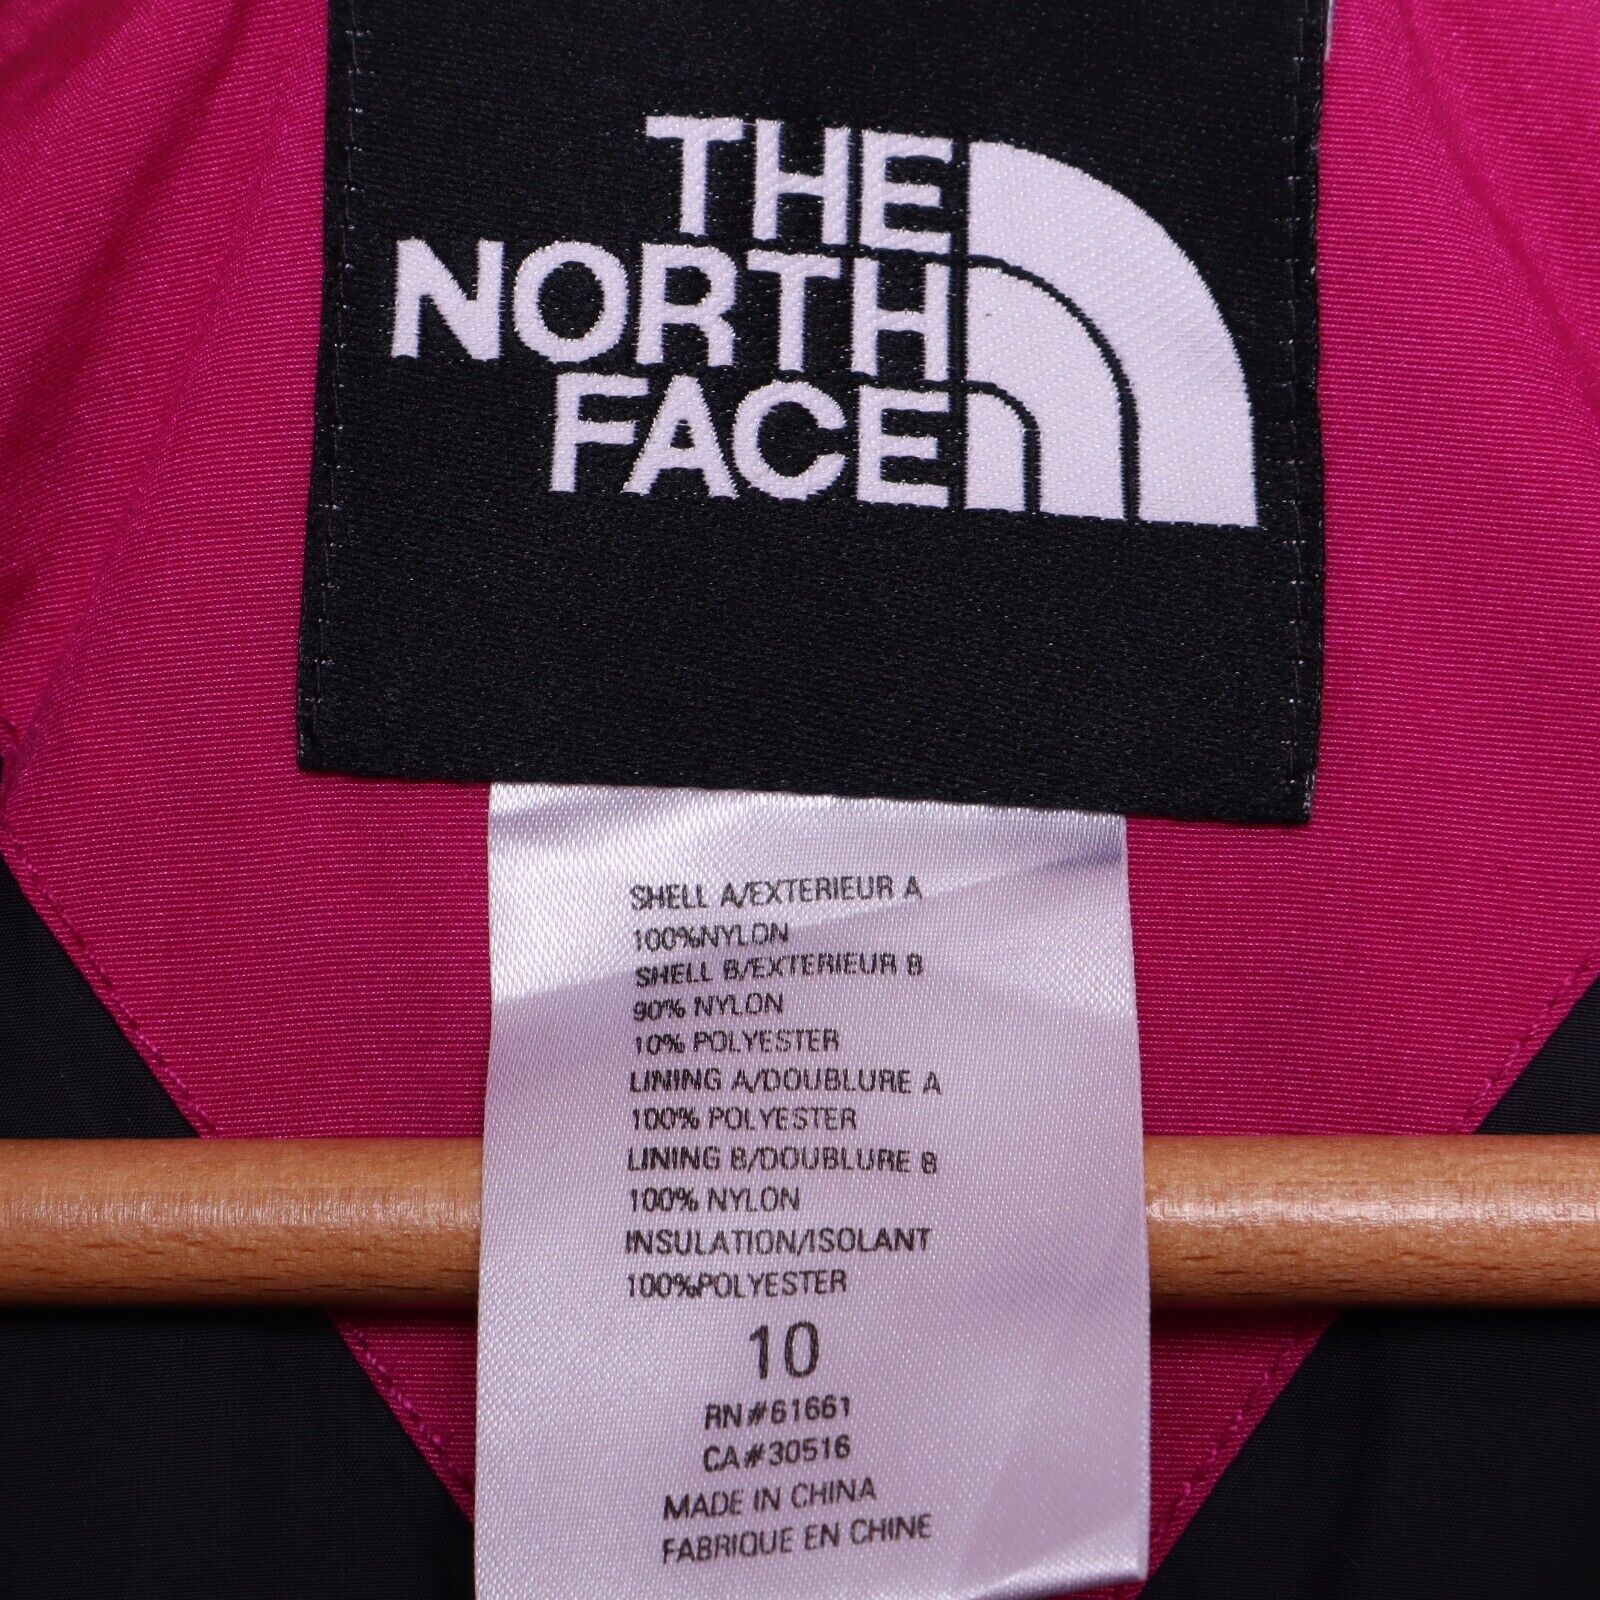 THE
NORTH
FACE
SHELL A/EXTERIEUR A
100%NYLON
SHELL B/EXTERIEUR B
90% NYLON
10% POLYESTER
LINING A/DOUBLURE A
100% POLYESTER
LINING B/DOUBLURE B
100% NYLON
INSULATION/ISOLANT
100%POLYESTER
10
RN#61661
CA#30516
MADE IN CHINA
FABRIQUE EN CHINE